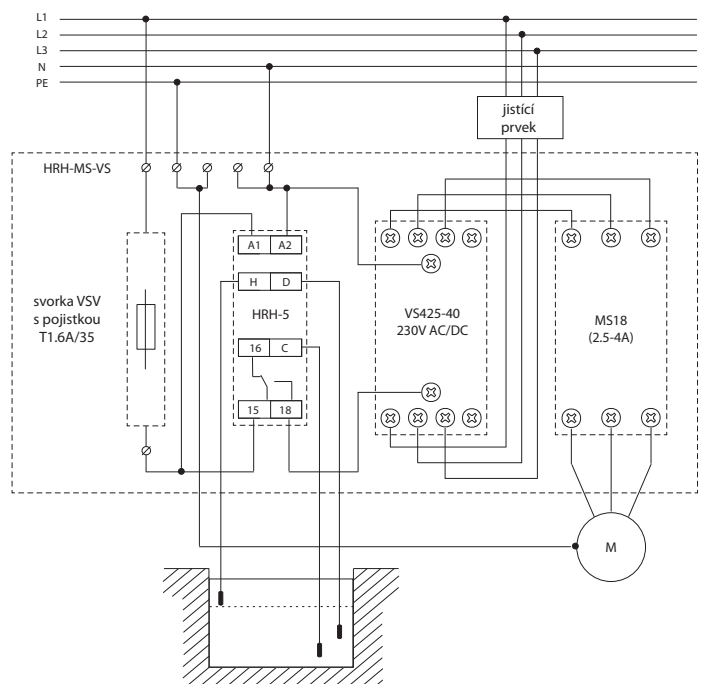 L1
L2
L3
N
PE
jistící
prvek
HRH-MS-VS
A1 A2
H D
HRH-5
16 C
15 18
svorka VSV
s pojistkou
T1.6A/35
VS425-40
230V AC/DC
MS18
(2.5-4A)
M